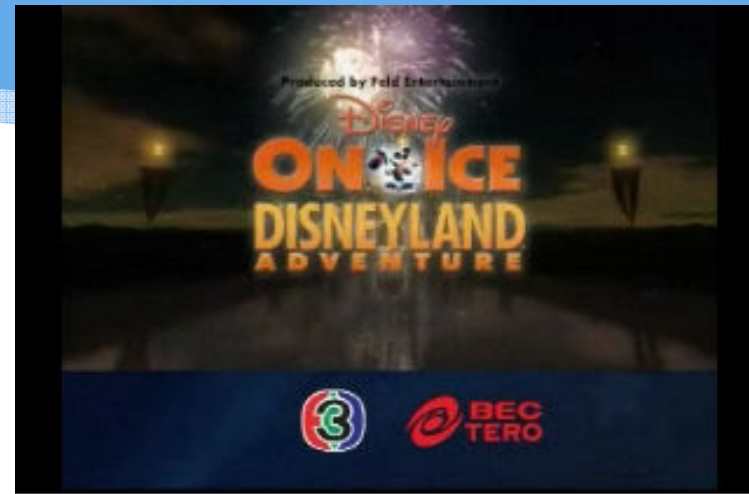 Produced by Feld Entertainment
Disney
ON ICE
DISNEYLAND
ADVENTURE
3
BEC
TERO